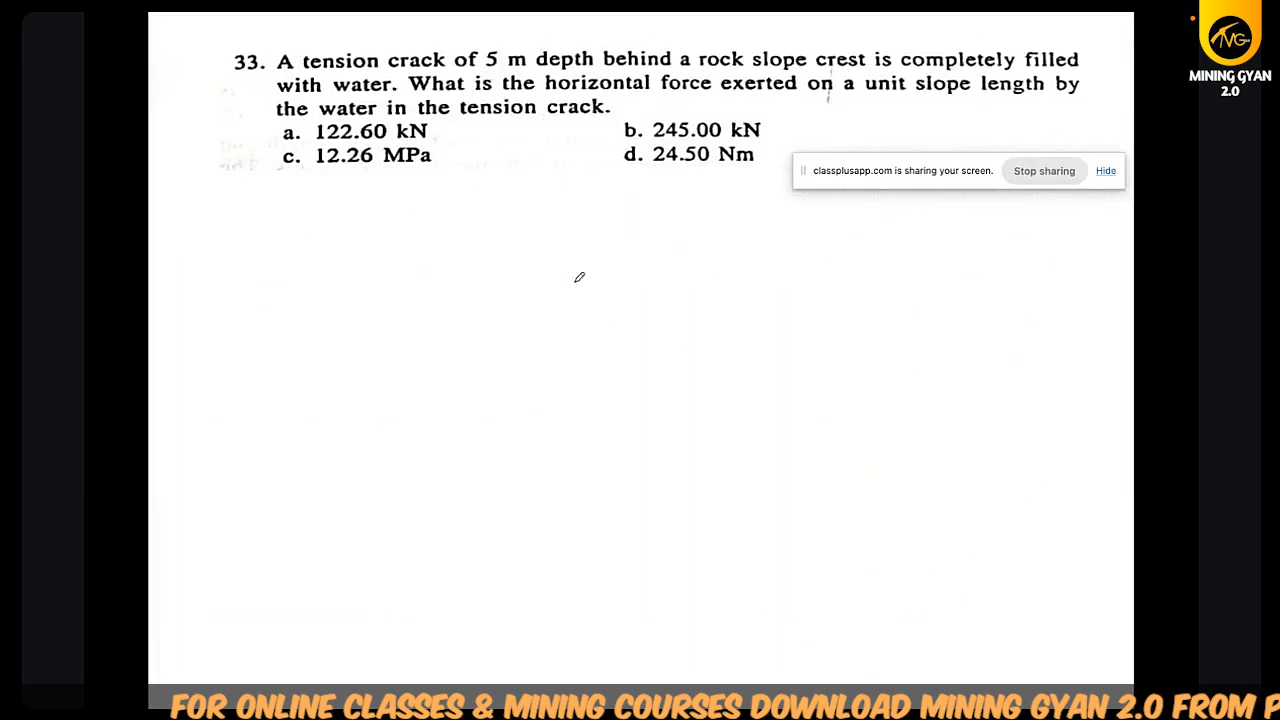 33. A tension crack of 5 m depth behind a rock slope crest is completely filled
with water. What is the horizontal force exerted on a unit slope length by
the water in the tension crack.
a. 122.60 kN b. 245.00 kN
c. 12.26 MPa d. 24.50 Nm
classplusapp.com is sharing your screen. Stop sharing Hide
TVG
MINING GYAN
2.0
FOR ONLINE CLASSES & MINING COURSES DOWNLOAD MINING GYAN 2.0 FROM P